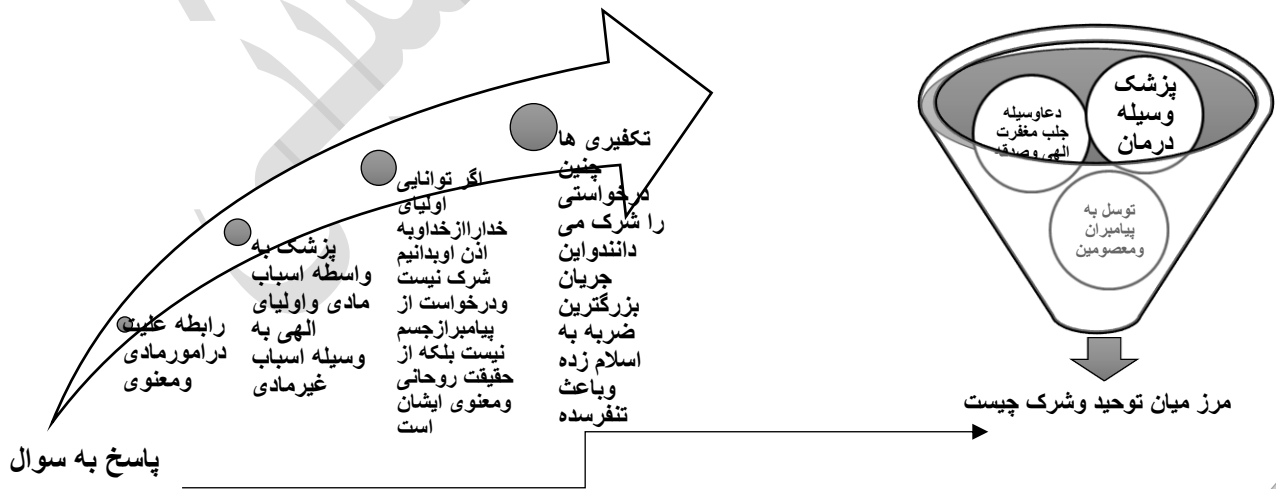 پزشک
وسیله
درمان
دعاوسیله
جلب مغفرت
الهی وصدقه
توسل به
پیامبران
ومعصومین
مرز میان توحید وشرک چیست
پاسخ به سوال
رابطه علیت
درامورمادی
ومعنوی
پزشک به
واسطه اسباب
مادی واولیای
الهی به
وسیله اسباب
غیرمادی
اگر توانایی
اولیای
خداراازخداوبه
اذن اوبدانیم
شرک نیست
ودرخواست از
پیامبرازجسم
نیست بلکه از
حقیقت روحانی
ومعنوی ایشان
است
تکفیری ها
چنین
درخواستی
را شرک می
دانندواین
جریان
بزرگترین
ضربه به
اسلام زده
وباعث
تنفرسده